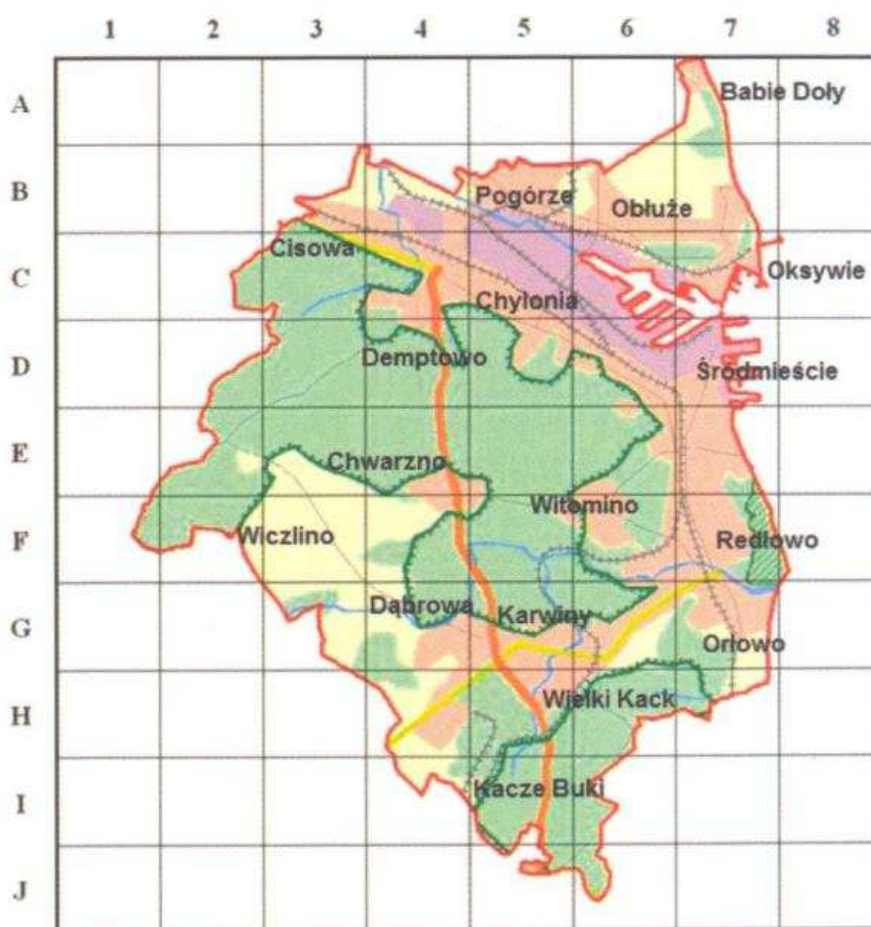 1 2 3 4 5 6 7 8
A
Babie Doły
B
Pogórze
Obłuże
Cisowa
C
Oksywie
Chylonia
Demptowo
D
Śródmieście
E
Chwarzno
Witomino
F
Wiczlino
Redłowo
Dąbrowa
Karwiny
G
Orłowo
H
Wielki Kack
I
Kacze Buki
J